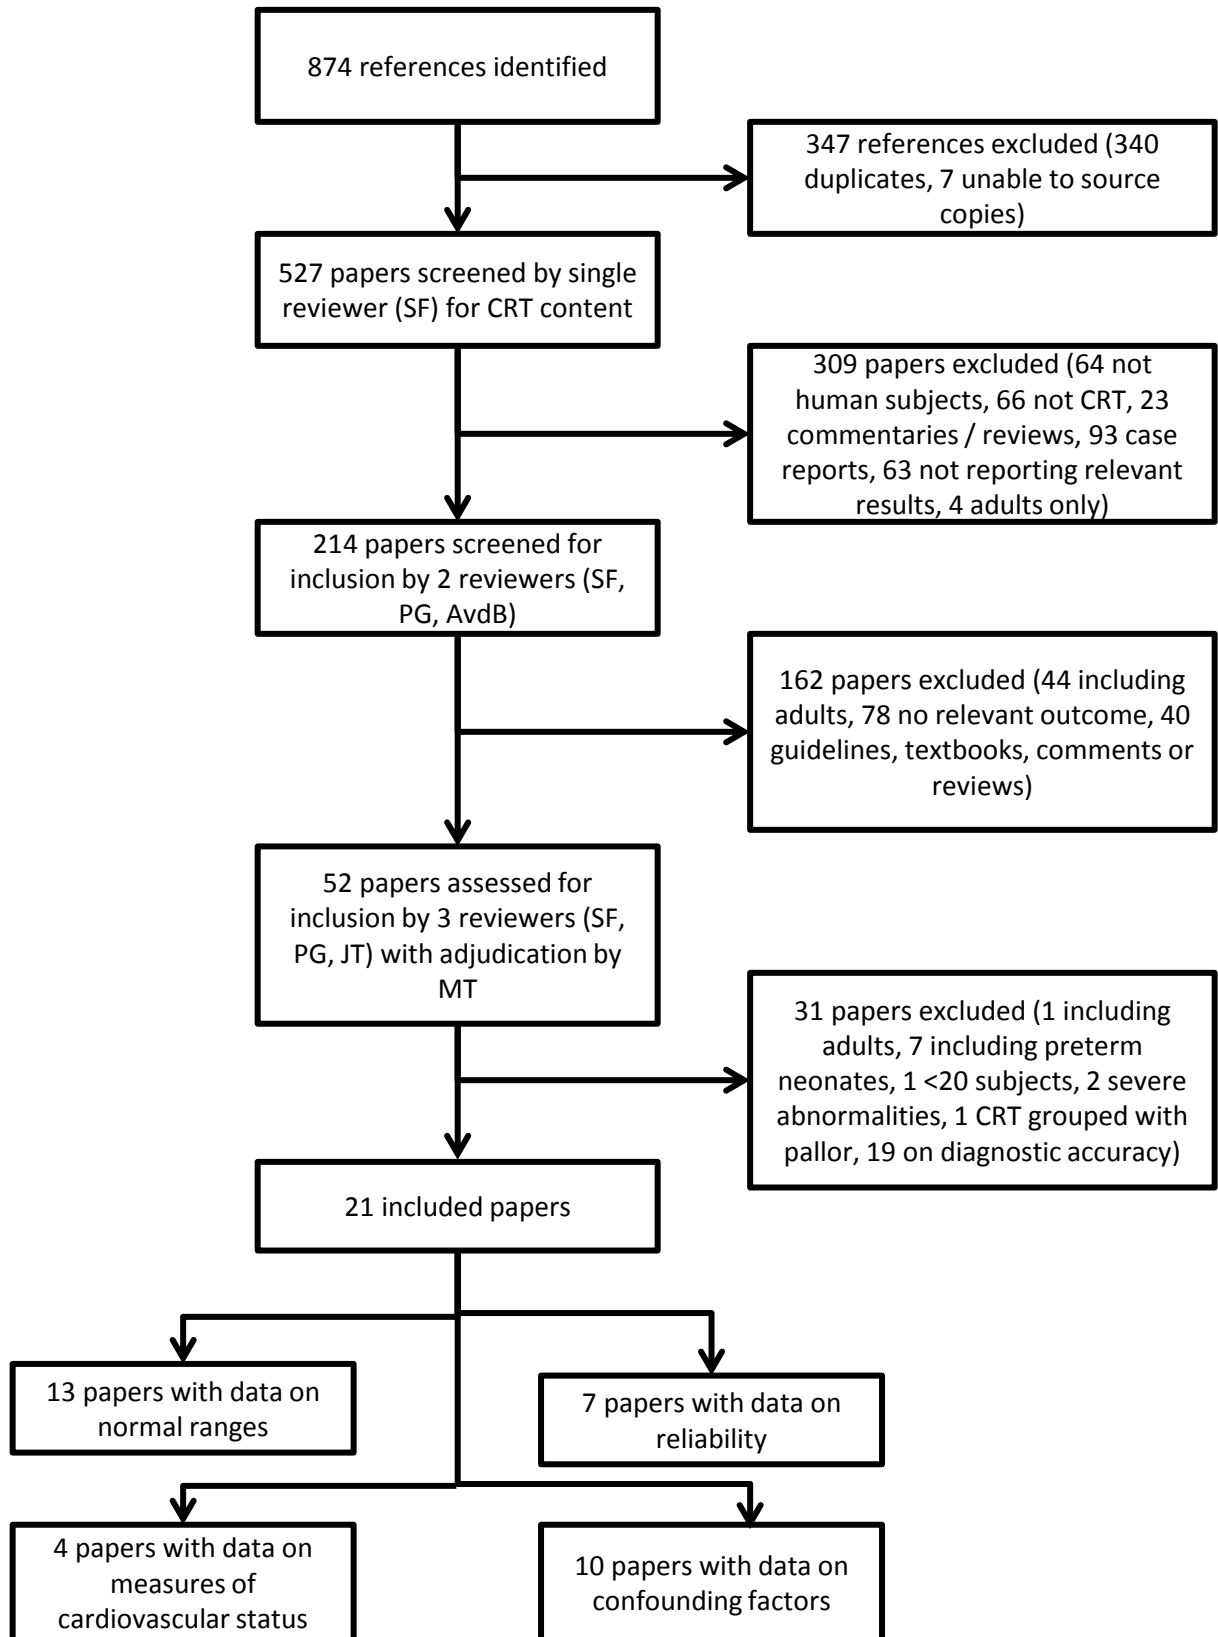 874 references identified
347 references excluded (340
duplicates, 7 unable to source
copies)
527 papers screened by single
reviewer (SF) for CRT content
309 papers excluded (64 not
human subjects, 66 not CRT, 23
commentaries / reviews, 93 case
reports, 63 not reporting relevant
results, 4 adults only)
214 papers screened for
inclusion by 2 reviewers (SF,
PG, AvdB)
162 papers excluded (44 including
adults, 78 no relevant outcome, 40
guidelines, textbooks, comments or
reviews)
52 papers assessed for
inclusion by 3 reviewers (SF,
PG, JT) with adjudication by
MT
31 papers excluded (1 including
adults, 7 including preterm
neonates, 1 <20 subjects, 2 severe
abnormalities, 1 CRT grouped with
pallor, 19 on diagnostic accuracy)
21 included papers
13 papers with data on
normal ranges
7 papers with data on
reliability
4 papers with data on
measures of
cardiovascular status
10 papers with data on
confounding factors